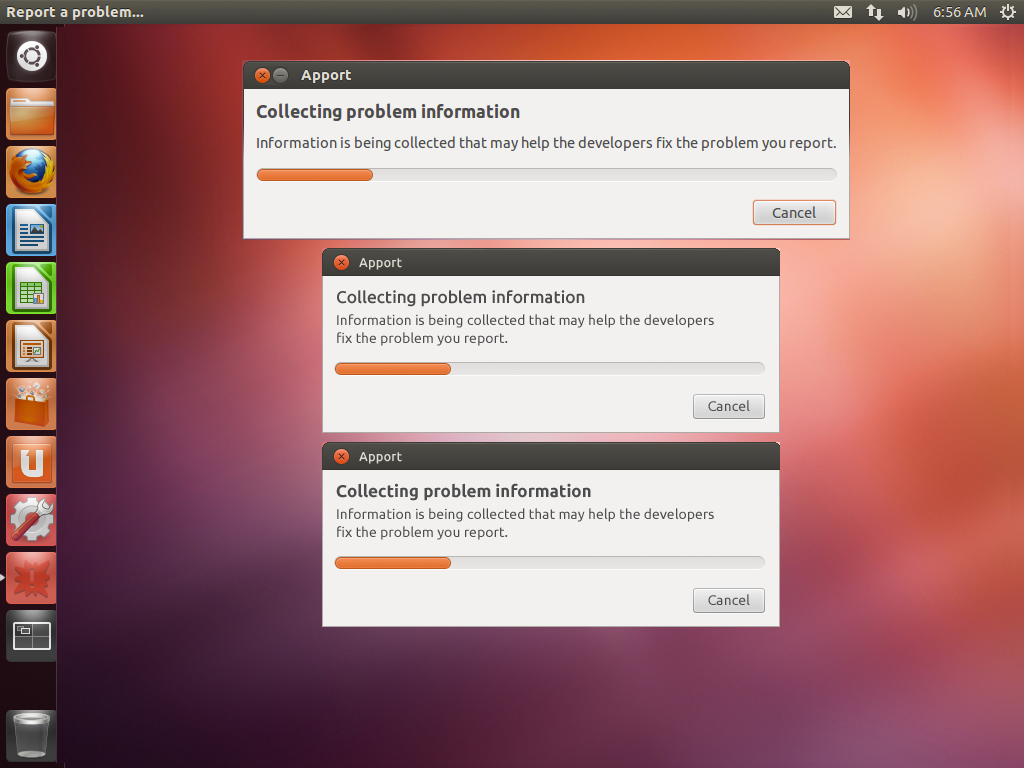 Report a problem...
6:56 AM
Apport
Collecting problem information
Information is being collected that may help the developers fix the problem you report.
Cancel
Apport
Collecting problem information
Information is being collected that may help the developers
fix the problem you report.
Cancel
Apport
Collecting problem information
Information is being collected that may help the developers
fix the problem you report.
Cancel